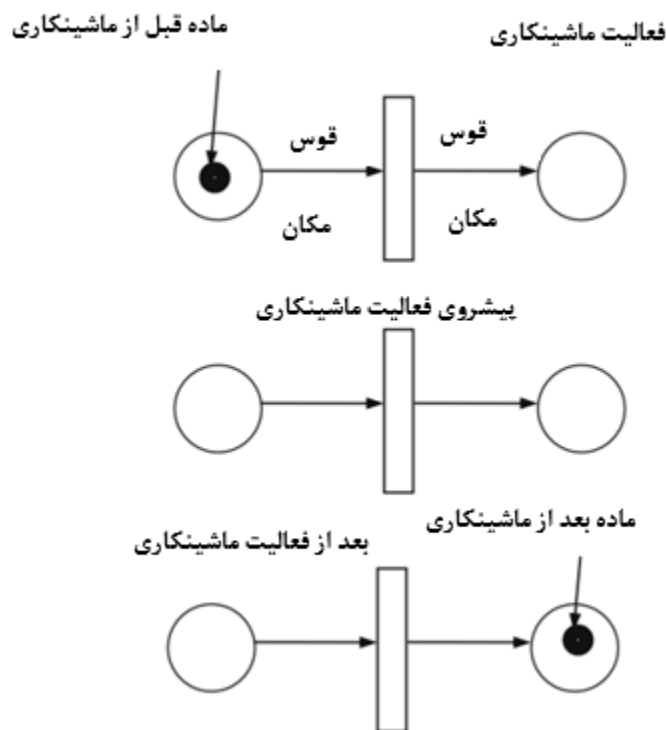 فعالیت ماشینکاری
ماده قبل از ماشینکاری
قوس
قوس
مکان
مکان
پیشروی فعالیت ماشینکاری
ماده بعد از ماشینکاری
بعد از فعالیت ماشینکاری